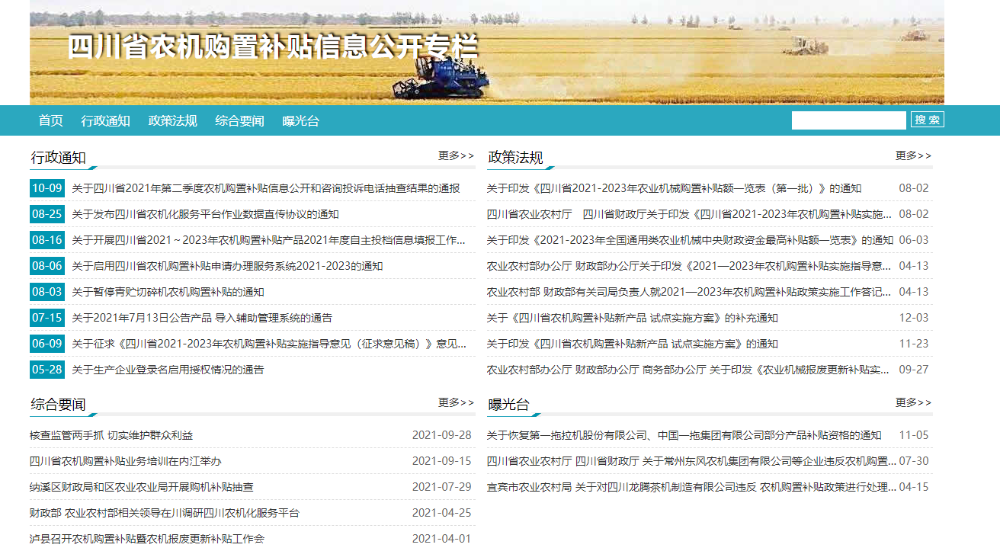 四川省农机购置补贴信息公开专栏
首页 行政通知 政策法规 综合要闻 曝光台 搜 索
行政通知 更多>>
10-09 关于四川省2021年第二季度农机购置补贴信息公开和咨询投诉电话抽查结果的通报
08-25 关于发布四川省农机化服务平台作业数据直传协议的通知
08-16 关于开展四川省2021～2023年农机购置补贴产品2021年度自主投档信息填报工作...
08-06 关于启用四川省农机购置补贴申请办理服务系统2021-2023的通知
08-03 关于暂停青贮切碎机农机购置补贴的通知
07-15 关于2021年7月13日公告产品 导入辅助管理系统的通告
06-09 关于征求《四川省2021-2023农机购置补贴实施指导意见（征求意见稿）》意见...
05-28 关于生产企业登录名启用授权情况的通告
政策法规 更多>>
关于印发《四川省2021-2023年农业机械购置补贴额一览表（第一批）》的通知 08-02
四川省农业农村厅　四川省财政厅关于印发《四川省2021-2023年农机购置补贴实施... 08-02
关于印发《2021-2023年全国通用类农业机械中央财政资金最高补贴额一览表》的通知 06-03
农业农村部办公厅 财政部办公厅关于印发《2021—2023年农机购置补贴实施指导意... 04-13
农业农村部 财政部有关司局负责人就2021—2023年农机购置补贴政策实施工作答记... 04-13
关于《四川省农机购置补贴新产品 试点实施方案》的补充通知 12-03
关于印发《四川省农机购置补贴新产品 试点实施方案》的通知 11-23
农业农村部办公厅 财政部办公厅 商务部办公厅 关于印发《农业机械报废更新补贴实... 09-27
综合要闻 更多>>
核查监管两手抓 切实维护群众利益 2021-09-28
四川省农机购置补贴业务培训在内江举办 2021-09-15
纳溪区财政局和区农业农业局开展购机补贴抽查 2021-07-29
财政部 农业农村部相关领导在川调研四川农机化服务平台 2021-04-25
泸县召开农机购置补贴暨农机报废更新补贴工作会 2021-04-01
曝光台 更多>>
关于恢复第一拖拉机股份有限公司、中国一拖集团有限公司部分产品补贴资格的通知 11-05
四川省农业农村厅 四川省财政厅 关于常州东风农机集团有限公司等企业违反农机购置... 07-30
宜宾市农业农村局 关于对四川龙腾茶机制造有限公司违反 农机购置补贴政策进行处理... 04-15